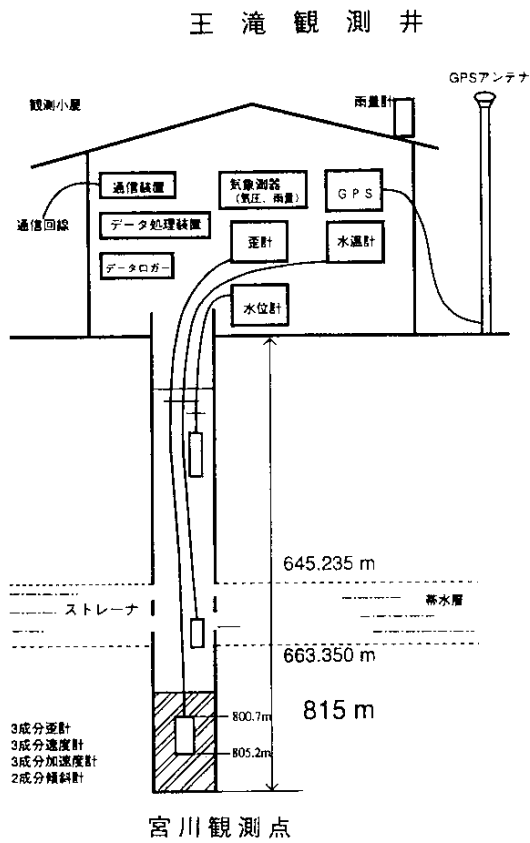 王滝観測井
GPSアンテナ
観測小屋
雨量計
通信装置
気象測器
(気圧、雨量)
GPS
通信回線
データ処理装置
歪計
水温計
データロガー
水位計
645.235 m
ストレーナ
帯水層
663.350 m
800.7m
815 m
3成分歪計
3成分速度計
3成分加速度計
2成分傾斜計
805.2m
宮川観測点